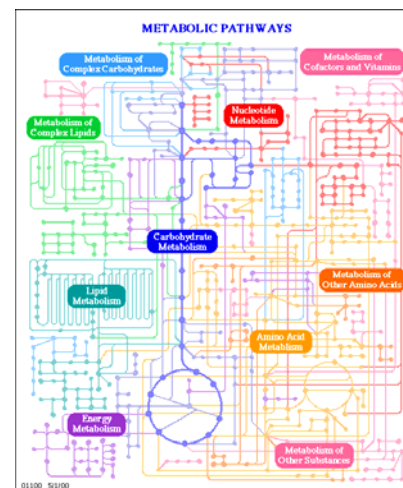 METABOLIC PATHWAYS
Metabolism of
Complex Carbohydrates
Metabolism of
Cofactors and Vitamins
Nucleotide
Metabolism
Metabolism of
Complex Lipids
Carbohydrate
Metabolism
Metabolism of
Other Amino Acids
Lipid
Metabolism
Amino Acid
Metablism
Energy
Metabolism
Metabolism of
Other Substances
01100 5/1/00